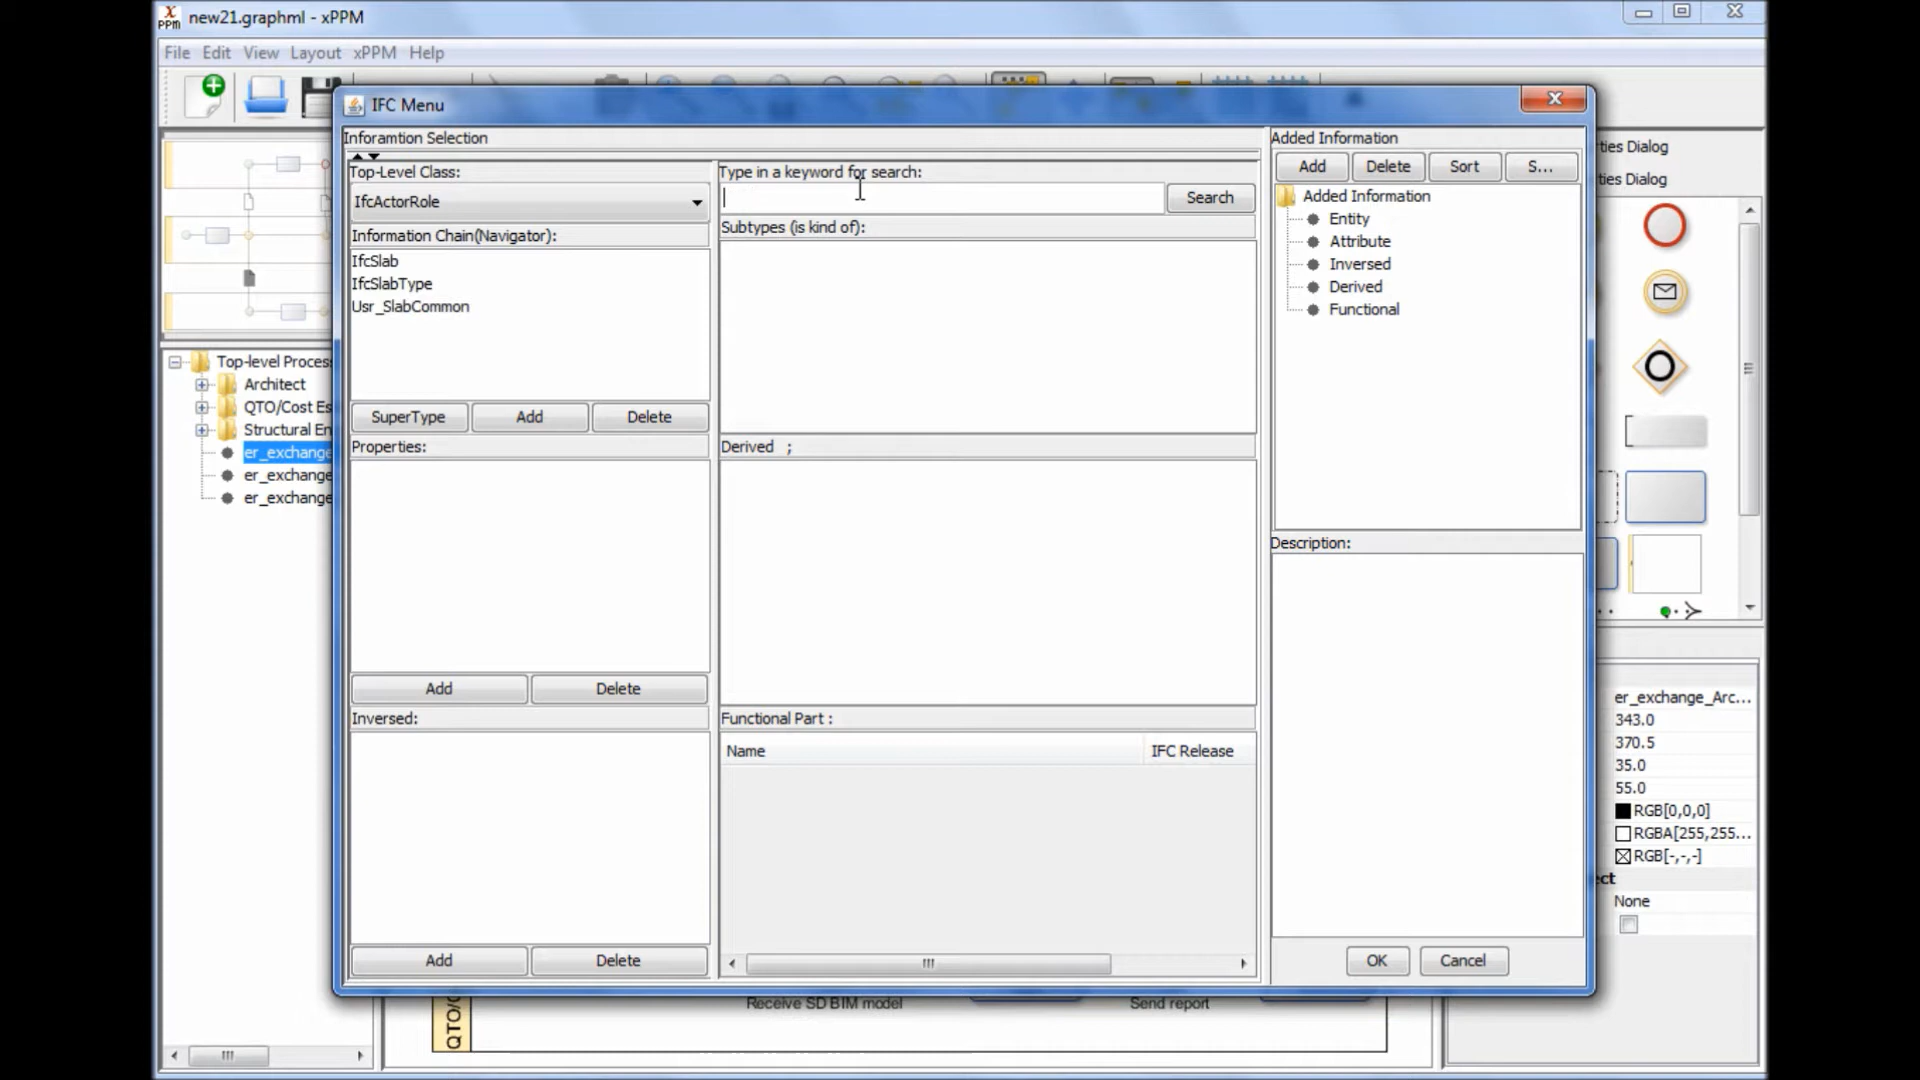 X
PPM
new21.graphml - xPPM
File Edit View Layout xPPM Help
IFC Menu
Inforamtion Selection
Top-Level Class:
IfcActorRole
Information Chain(Navigator):
IfcSlab
IfcSlabType
Usr_SlabCommon
SuperType Add Delete
Properties:
Add Delete
Inversed:
Add Delete
Type in a keyword for search:
Search
Subtypes (is kind of):
Derived ;
Functional Part :
Name IFC Release
Added Information
Add Delete Sort S...
Added Information
Entity
Attribute
Inversed
Derived
Functional
Description:
OK Cancel
Top-level Proces
Architect
QTO/Cost Es
Structural En
er_exchange
er_exchange
er_exchange
ties Dialog
ties Dialog
er_exchange_Arc...
343.0
370.5
35.0
55.0
RGB[0,0,0]
RGBA[255,255...
RGB[-,-,-]
ect
None
QTO/
Receive SD BIM model
Send report